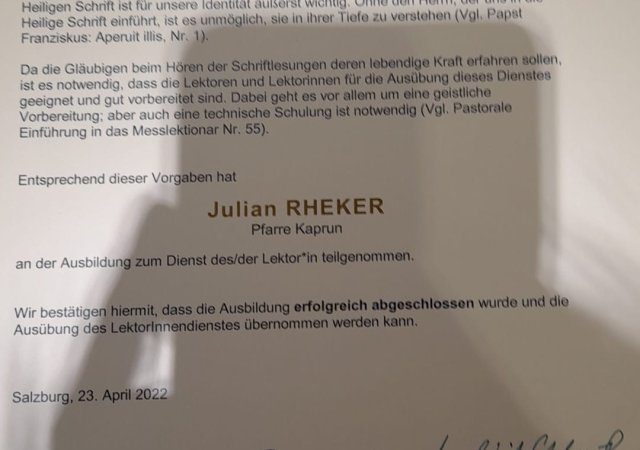 Heiligen Schrift ist für unsere Identität äußerst wichtig. Ohne den Herrn, der uns in die
Heilige Schrift einführt, ist es unmöglich, sie in ihrer Tiefe zu verstehen (Vgl. Papst
Franziskus: Aperuit illis, Nr. 1).
Da die Gläubigen beim Hören der Schriftlesungen deren lebendige Kraft erfahren sollen,
ist es notwendig, dass die Lektoren und Lektorinnen für die Ausübung dieses Dienstes
geeignet und gut vorbereitet sind. Dabei geht es vor allem um eine geistliche
Vorbereitung; aber auch eine technische Schulung ist notwendig (Vgl. Pastorale
Einführung in das Messlektionar Nr. 55).
Entsprechend dieser Vorgaben hat
Julian RHEKER
Pfarre Kaprun
an der Ausbildung zum Dienst des/der Lektor*in teilgenommen.
Wir bestätigen hiermit, dass die Ausbildung erfolgreich abgeschlossen wurde und die
Ausübung des LektorInnendienstes übernommen werden kann.
Salzburg, 23. April 2022